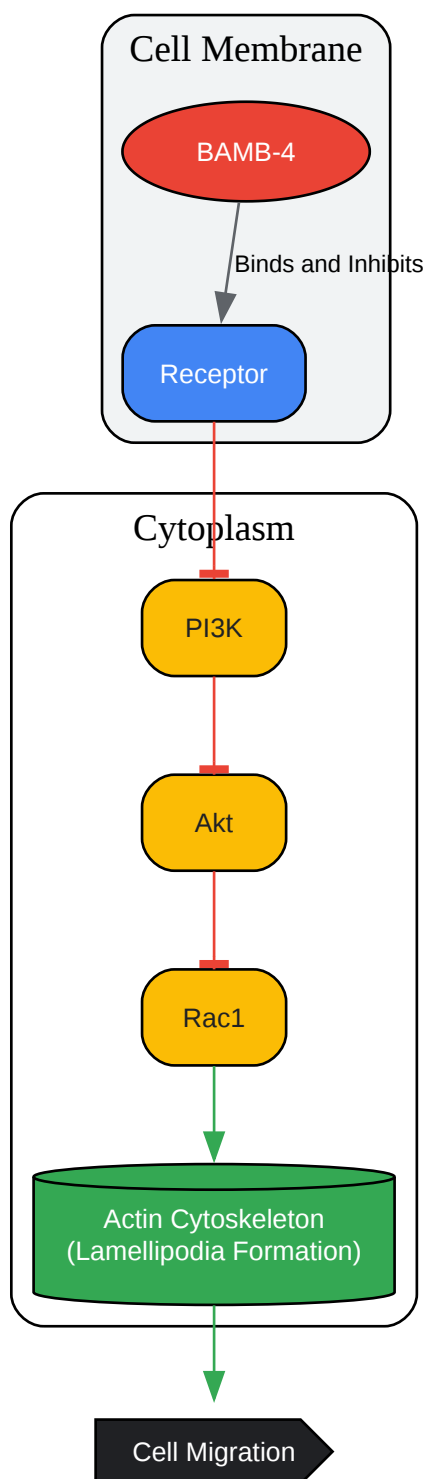 Cell Membrane
BAMB-4
Binds and Inhibits
Receptor
Cytoplasm
PI3K
Akt
Rac1
Actin Cytoskeleton
(Lamellipodia Formation)
Cell Migration